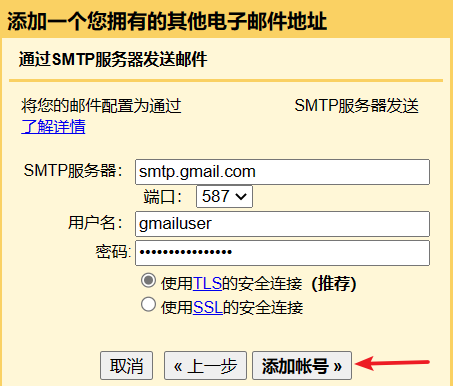 添加一个您拥有的其他电子邮件地址
通过SMTP服务器发送邮件
将您的邮件配置为通过 SMTP服务器发送
了解详情
SMTP服务器： smtp.gmail.com
端口： 587
用户名： gmailuser
密码: ••••••••••••••••
使用TLS的安全连接（推荐）
使用SSL的安全连接
取消 « 上一步 添加帐号 »